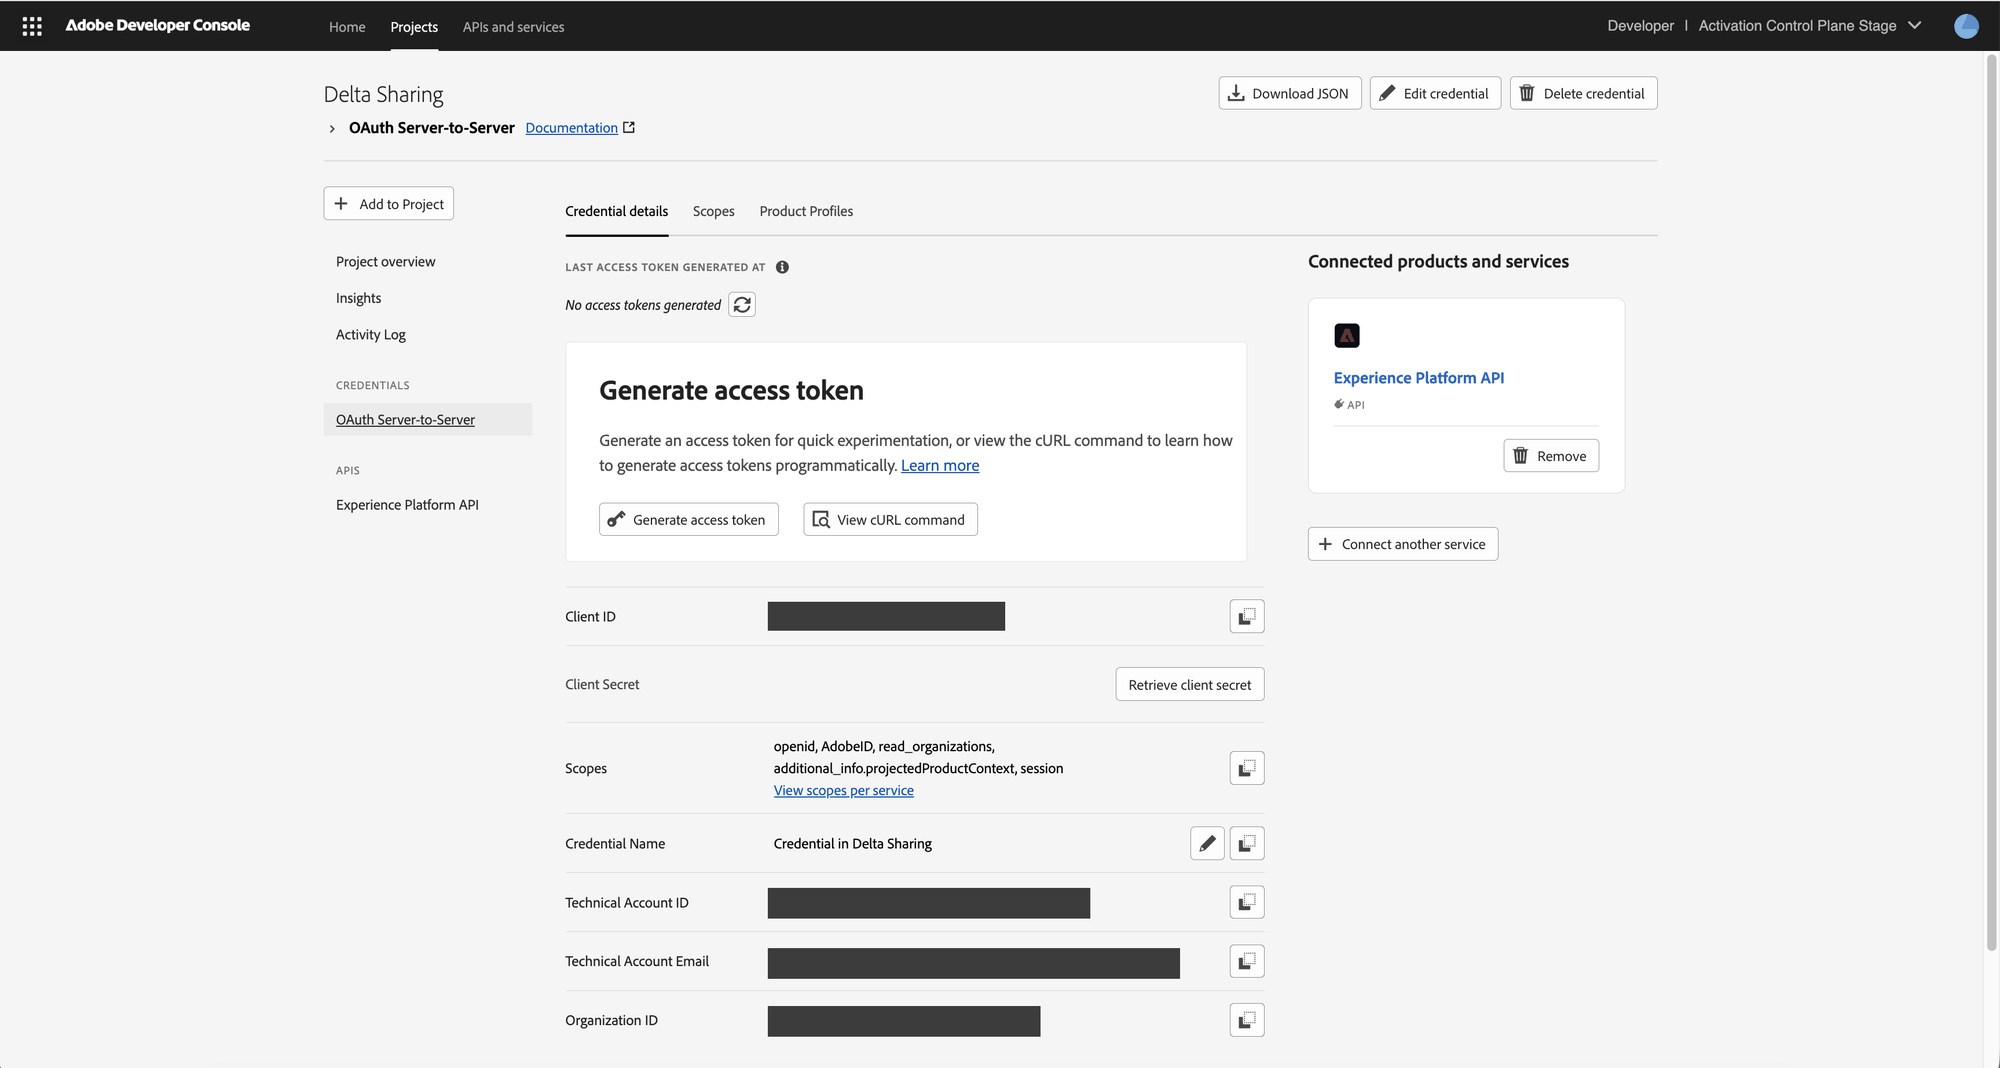 Adobe Developer Console
Home
Projects
APIs and services
Developer | Activation Control Plane Stage
Delta Sharing
Download JSON
Edit credential
Delete credential
OAuth Server-to-Server Documentation
Add to Project
Project overview
Insights
Activity Log
CREDENTIALS
OAuth Server-to-Server
APIS
Experience Platform API
Credential details
Scopes
Product Profiles
LAST ACCESS TOKEN GENERATED AT
No access tokens generated
Generate access token
Generate an access token for quick experimentation, or view the cURL command to learn how
to generate access tokens programmatically. Learn more
Generate access token
View cURL command
Client ID
Client Secret
Retrieve client secret
Scopes
openid, AdobeID, read_organizations,
additional_info.projectedProductContext, session
View scopes per service
Credential Name
Credential in Delta Sharing
Technical Account ID
Technical Account Email
Organization ID
Connected products and services
Experience Platform API
API
Remove
Connect another service